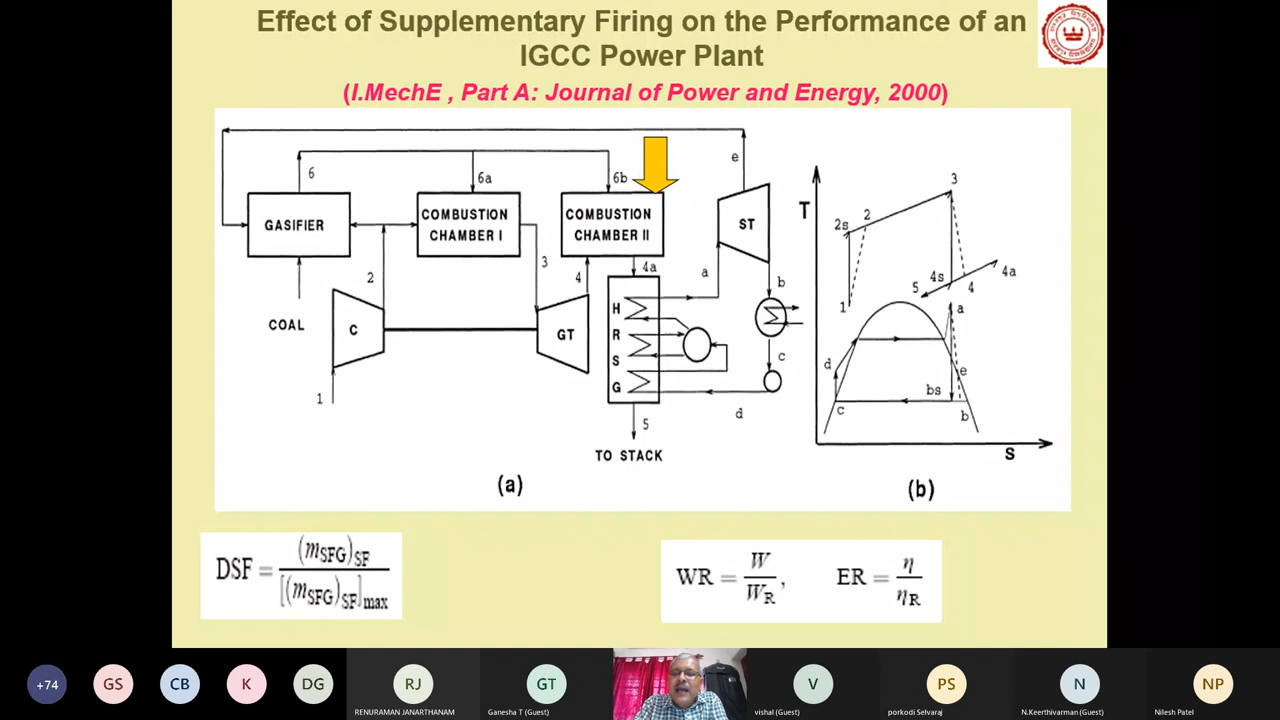 Effect of Supplementary Firing on the Performance of an
IGCC Power Plant
(I.MechE , Part A: Journal of Power and Energy, 2000)
e
6
6a
6b
GASIFIER
COMBUSTION
CHAMBER I
COMBUSTION
CHAMBER II
ST
2
3
4
4a
a
b
COAL
C
GT
H
R
S
G
c
1
5
d
TO STACK
(a)
T
3
2s
2
4s
4a
5
4
1
a
d
e
bs
c
b
S
(b)
DSF = (mSFG)SF
[(mSFG)SF]max
WR = W/WR, ER = η/ηR
+74
GS
CB
K
DG
RJ
RENURAMAN JANARTHANAM
GT
Ganesha T (Guest)
V
vishal (Guest)
PS
porkodi Selvaraj
N
N.Keerthivarman (Guest)
NP
Nilesh Patel